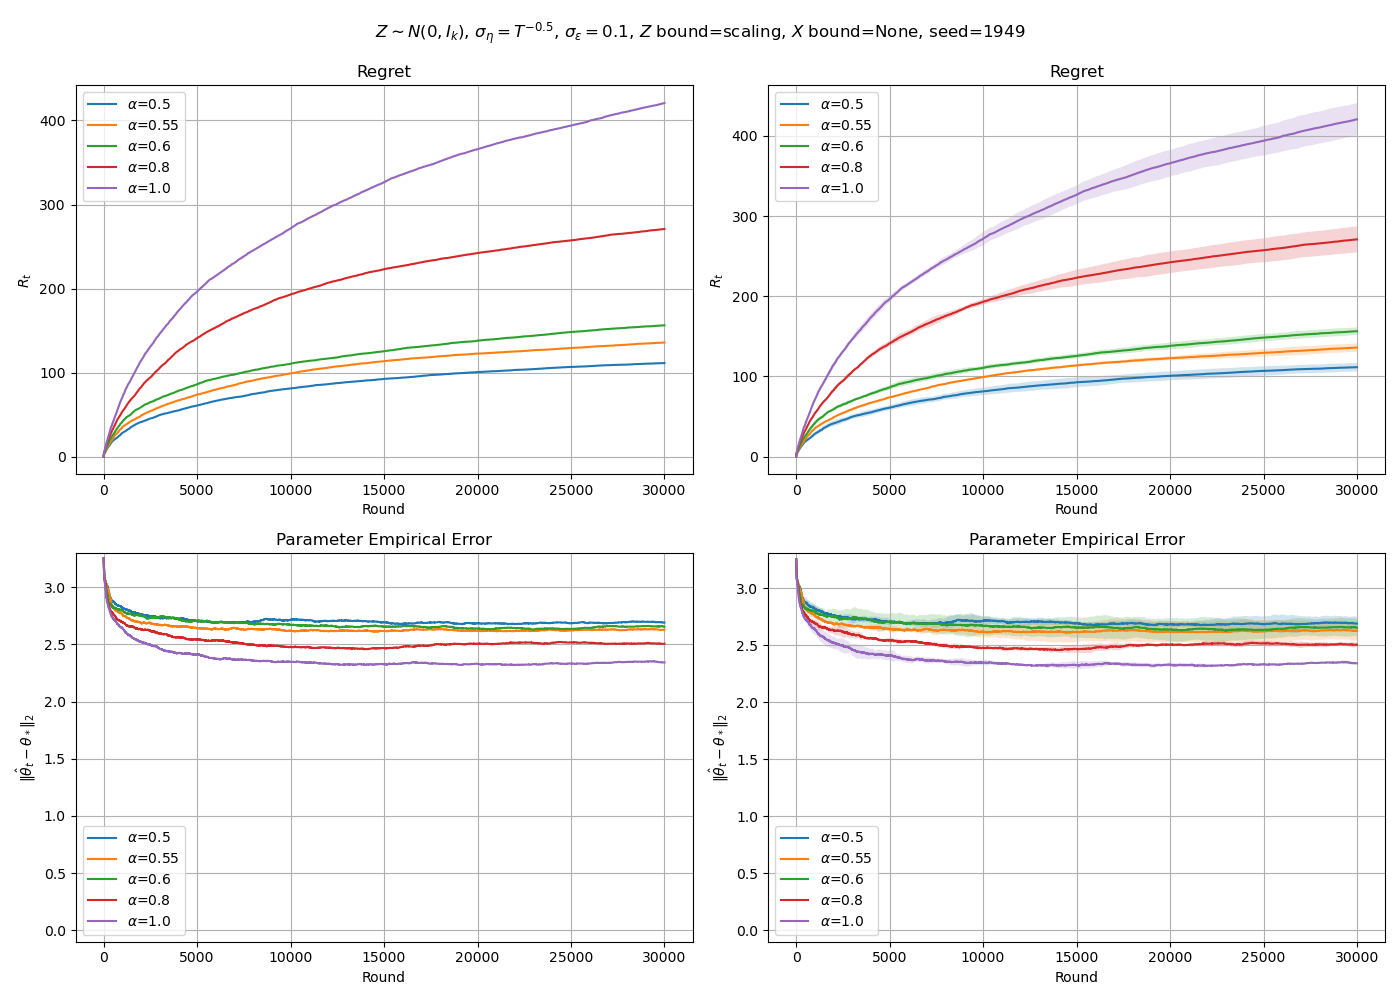 Z ∼ N(0, I_k), σ_η = T^{−0.5}, σ_ε = 0.1, Z bound=scaling, X bound=None, seed=1949
Regret
R_t
400
300
200
100
0
α=0.5
α=0.55
α=0.6
α=0.8
α=1.0
0 5000 10000 15000 20000 25000 30000
Round
Regret
R_t
400
300
200
100
0
α=0.5
α=0.55
α=0.6
α=0.8
α=1.0
0 5000 10000 15000 20000 25000 30000
Round
Parameter Empirical Error
‖θ̂_t − θ_*‖₂
3.0
2.5
2.0
1.5
1.0
0.5
0.0
α=0.5
α=0.55
α=0.6
α=0.8
α=1.0
0 5000 10000 15000 20000 25000 30000
Round
Parameter Empirical Error
‖θ̂_t − θ_*‖₂
3.0
2.5
2.0
1.5
1.0
0.5
0.0
α=0.5
α=0.55
α=0.6
α=0.8
α=1.0
0 5000 10000 15000 20000 25000 30000
Round